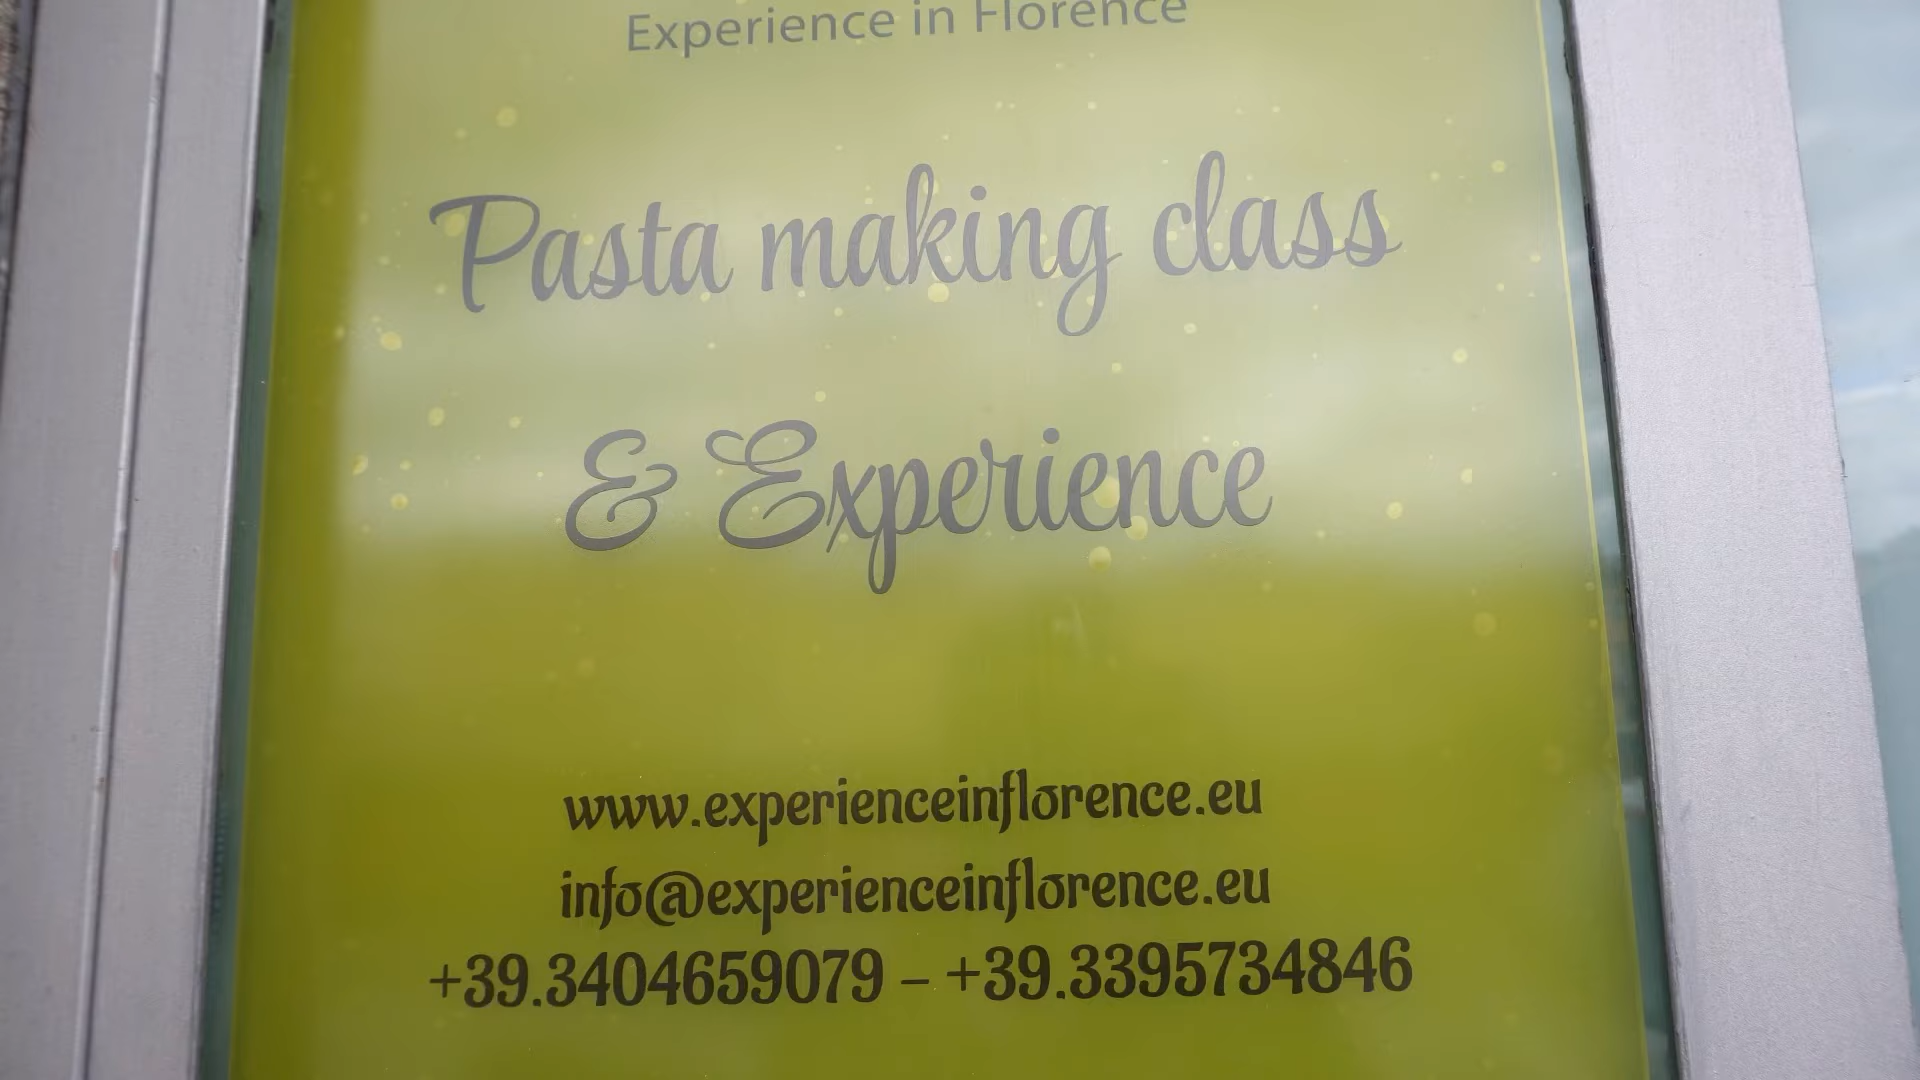 Experience in Florence
Pasta making class
& Experience
www.experienceinflorence.eu
info@experienceinflorence.eu
+39.3404659079 – +39.3395734846